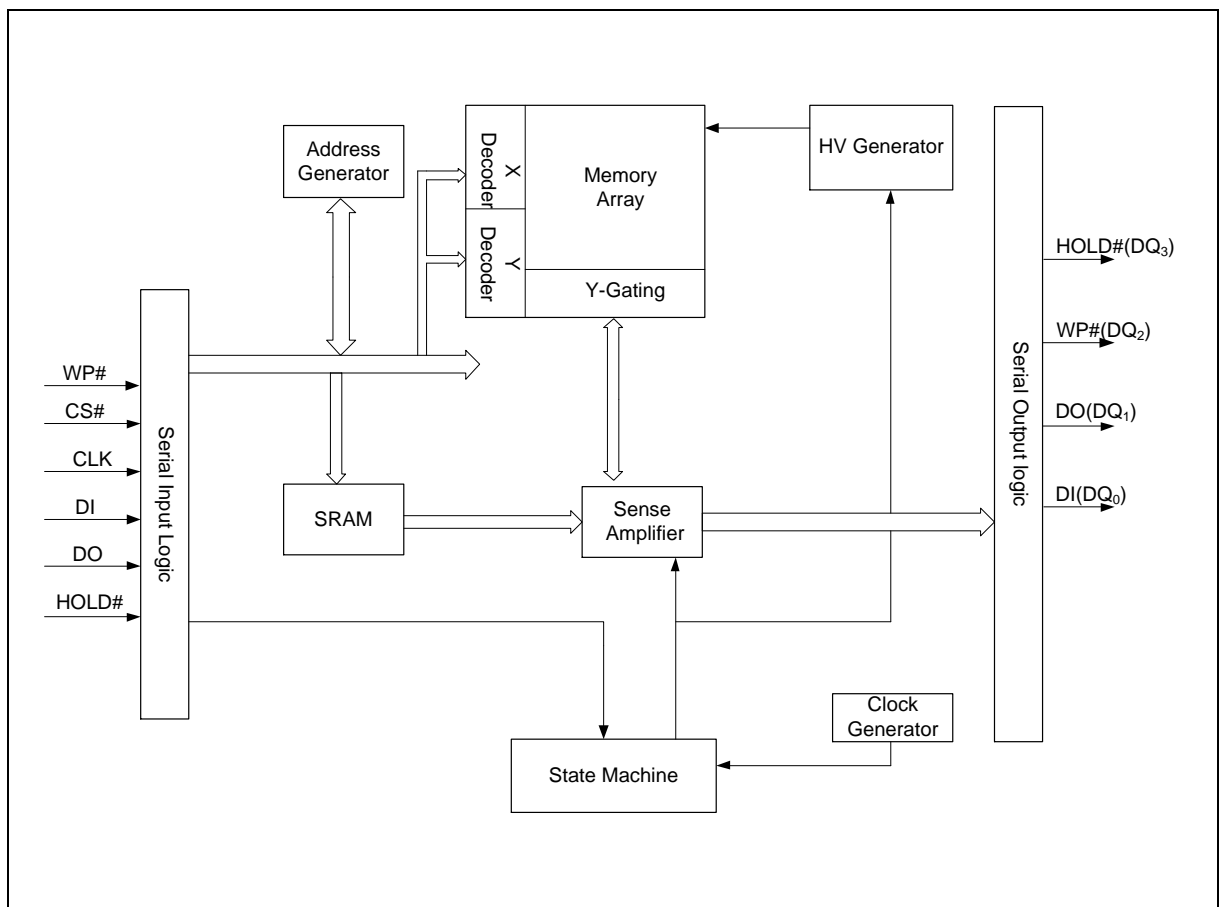 Address
Generator
X
Decoder
Y
Decoder
Memory
Array
Y-Gating
HV Generator
WP#
CS#
CLK
DI
DO
HOLD#
Serial Input Logic
SRAM
Sense
Amplifier
State Machine
Clock
Generator
Serial Output logic
HOLD#(DQ₃)
WP#(DQ₂)
DO(DQ₁)
DI(DQ₀)